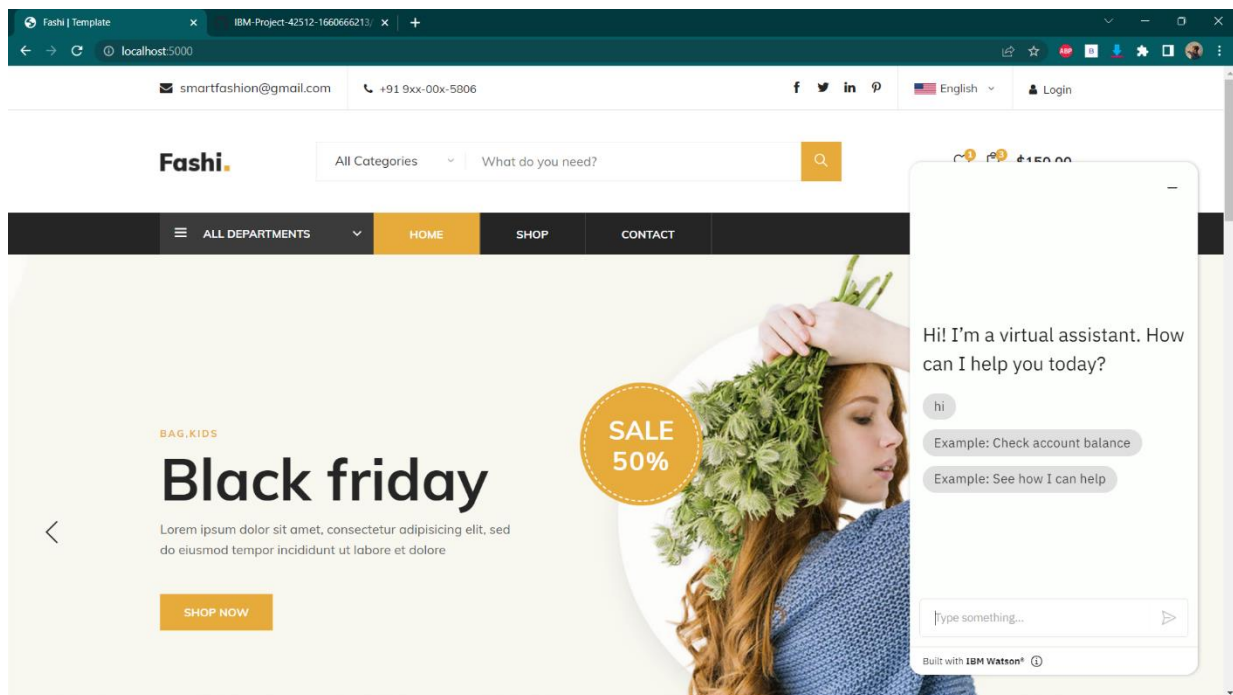 Fashi | Template
IBM-Project-42512-1660666213/
localhost:5000
smartfashion@gmail.com
+91 9xx-00x-5806
English
Login
Fashi.
All Categories
What do you need?
1
3
$150.00
ALL DEPARTMENTS
HOME
SHOP
CONTACT
BAG,KIDS
Black friday
Lorem ipsum dolor sit amet, consectetur adipisicing elit, sed
do eiusmod tempor incididunt ut labore et dolore
SHOP NOW
SALE
50%
Hi! I'm a virtual assistant. How
can I help you today?
hi
Example: Check account balance
Example: See how I can help
Type something...
Built with IBM Watson®